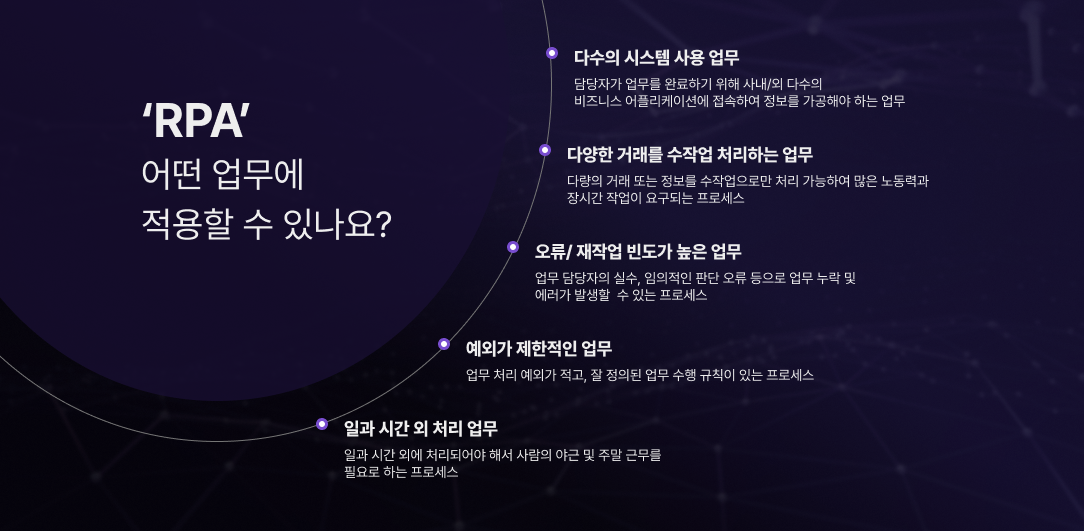 ‘RPA’
어떤 업무에
적용할 수 있나요?
다수의 시스템 사용 업무
담당자가 업무를 완료하기 위해 사내/외 다수의
비즈니스 어플리케이션에 접속하여 정보를 가공해야 하는 업무
다양한 거래를 수작업 처리하는 업무
다량의 거래 또는 정보를 수작업으로만 처리 가능하여 많은 노동력과
장시간 작업이 요구되는 프로세스
오류/ 재작업 빈도가 높은 업무
업무 담당자의 실수, 임의적인 판단 오류 등으로 업무 누락 및
에러가 발생할 수 있는 프로세스
예외가 제한적인 업무
업무 처리 예외가 적고, 잘 정의된 업무 수행 규칙이 있는 프로세스
일과 시간 외 처리 업무
일과 시간 외에 처리되어야 해서 사람의 야근 및 주말 근무를
필요로 하는 프로세스